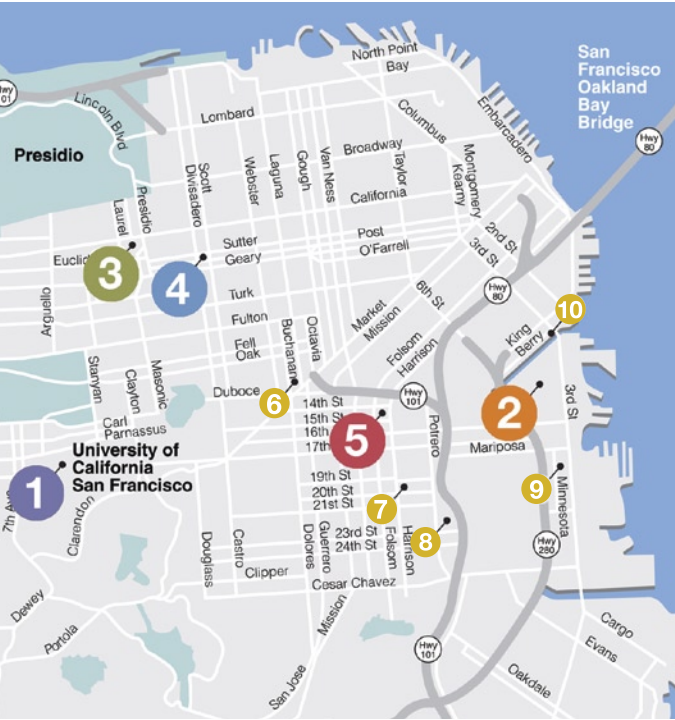 North Point
Bay
San
Francisco
Oakland
Bay
Bridge
Hwy
101
Lincoln Blvd
Lombard
Columbus
Embarcadero
Hwy
80
Presidio
Broadway
Scott
Divisadero
Webster
Laguna
Gough
Van Ness
Taylor
Montgomery
Kearny
Presidio
Laurel
California
Post
O'Farrell
2nd St
3rd St
Sutter
Geary
Euclid
3
4
Arguello
Turk
Fulton
Fell
Oak
6th St
Hwy
80
Market
Mission
Folsom
Harrison
King
Berry
10
Buchanan
Octavia
Stanyan
Clayton
Masonic
Duboce
6
Hwy
101
14th St
15th St
16th
17th
5
2
3rd St
Potrero
Mariposa
Carl
Parnassus
University of
California
San Francisco
1
7th Ave
Clarendon
19th St
20th St
21st St
7
8
9
Minnesota
Hwy
280
Douglass
Castro
Dolores
Guerrero
23rd St
24th St
Folsom
Harrison
Clipper
Cesar Chavez
Mission
Dewey
Portola
San Jose
Hwy
101
Cargo
Evans
Oakdale